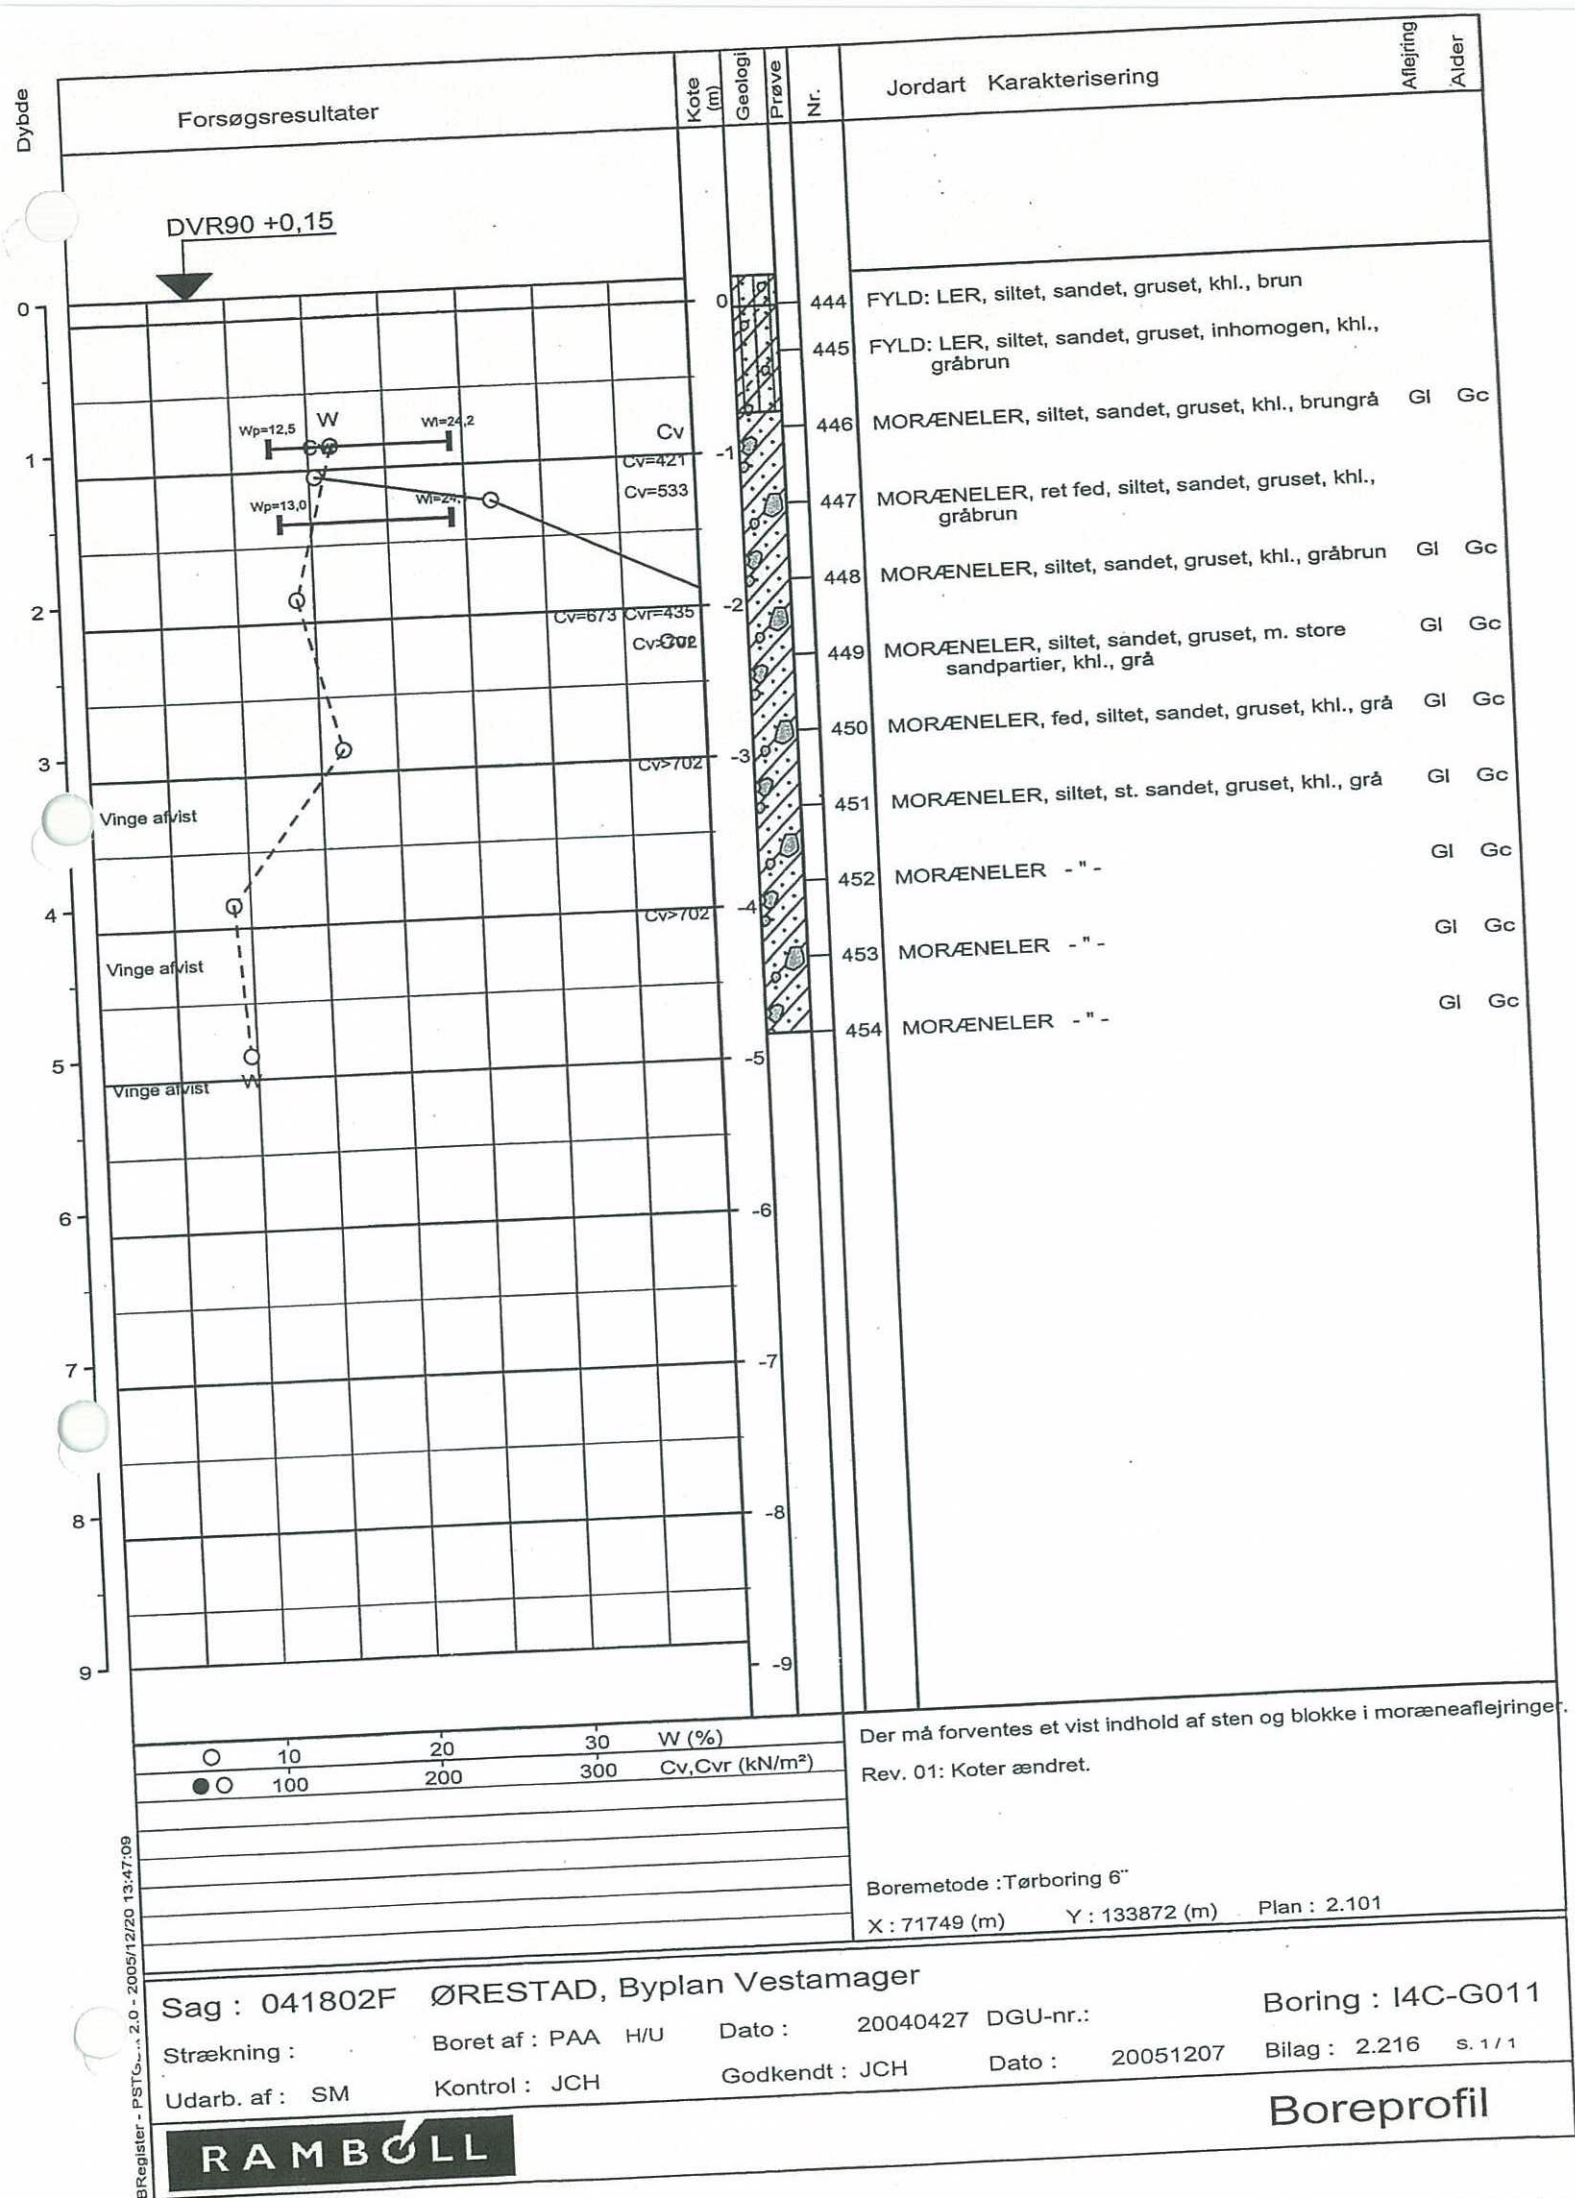 Dybde
Forsøgsresultater
Kote (m)
Geologi
Prøve
Nr.
Jordart Karakterisering
Aflejring
Alder
DVR90 +0,15
0
1
2
3
4
5
6
7
8
9
0
-1
-2
-3
-4
-5
-6
-7
-8
-9
Wp=12,5
W
Wl=24,2
Cv
Cv=421
Cv=533
Wp=13,0
Cv=673
Cvr=435
Cv>702
Cv>702
Vinge afvist
Vinge afvist
Vinge afvist
W
444 FYLD: LER, siltet, sandet, gruset, khl., brun
445 FYLD: LER, siltet, sandet, gruset, inhomogen, khl.,
gråbrun
446 MORÆNELER, siltet, sandet, gruset, khl., brungrå Gl Gc
447 MORÆNELER, ret fed, siltet, sandet, gruset, khl.,
gråbrun
448 MORÆNELER, siltet, sandet, gruset, khl., gråbrun Gl Gc
449 MORÆNELER, siltet, sandet, gruset, m. store Gl Gc
sandpartier, khl., grå
450 MORÆNELER, fed, siltet, sandet, gruset, khl., grå Gl Gc
451 MORÆNELER, siltet, st. sandet, gruset, khl., grå Gl Gc
452 MORÆNELER - " - Gl Gc
453 MORÆNELER - " - Gl Gc
454 MORÆNELER - " - Gl Gc
10 20 30 W (%)
100 200 300 Cv,Cvr (kN/m²)
Der må forventes et vist indhold af sten og blokke i moræneaflejringer.
Rev. 01: Koter ændret.
Boremetode :Tørboring 6¨
X : 71749 (m) Y : 133872 (m) Plan : 2.101
2.0 - 2005/12/20 13:47:09
BRegister -
Sag : 041802F ØRESTAD, Byplan Vestamager
Boring : I4C-G011
Strækning : Boret af : PAA H/U Dato : 20040427 DGU-nr.:
Udarb. af : SM Kontrol : JCH Godkendt : JCH Dato : 20051207 Bilag : 2.216 S. 1 / 1
RAMBØLL
Boreprofil